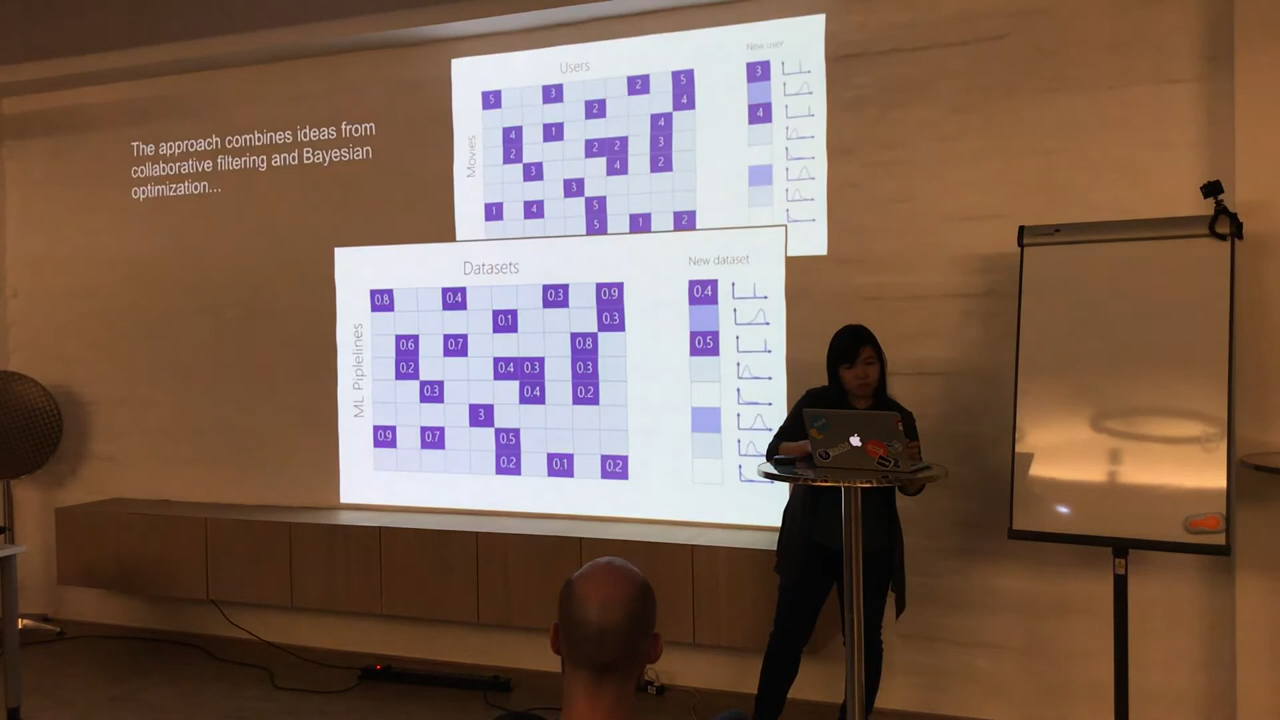 The approach combines ideas from
collaborative filtering and Bayesian
optimization...
Users
New user
Movies
5 3 2 5
2 4
4 1 4
2 2 2 3
3 4 2
3
1 4 5
5 1 2
3
4
Datasets
New dataset
ML Piplelines
0.8 0.4 0.3 0.9
0.1 0.3
0.6 0.7 0.8
0.2 0.4 0.3 0.3
0.3 0.4 0.2
3
0.9 0.7 0.5
0.2 0.1 0.2
0.4
0.5